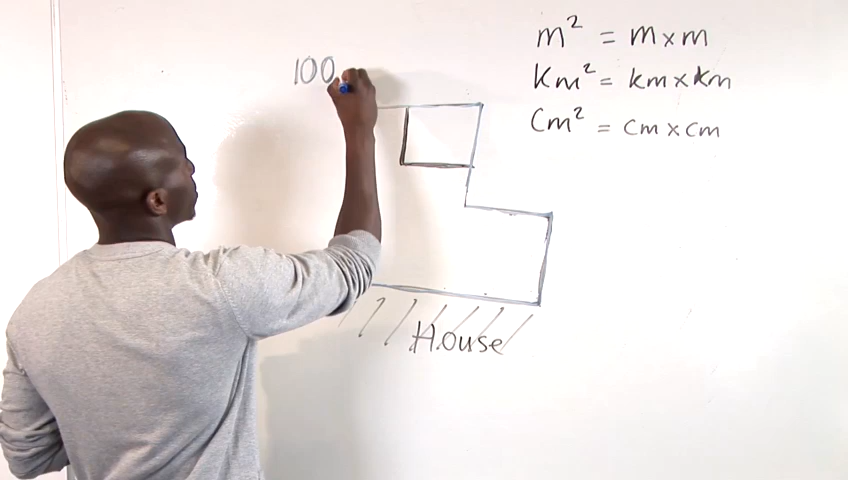 100
m² = m×m
Km² = km×km
Cm² = cm×cm
House